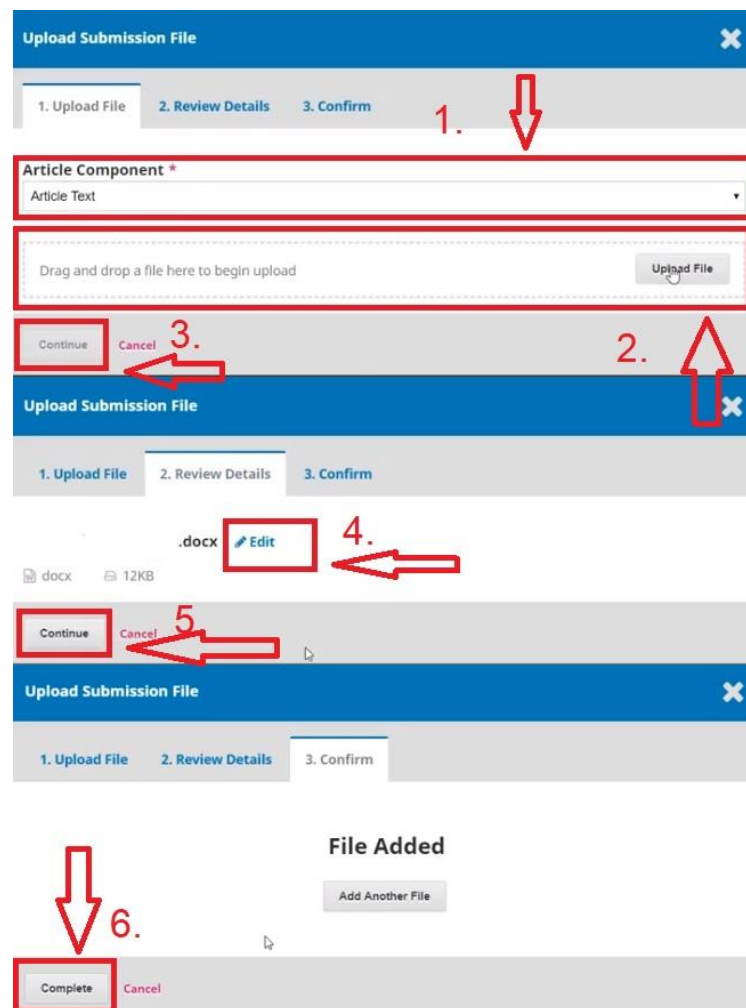 Upload Submission File
1. Upload File 2. Review Details 3. Confirm
1.
Article Component *
Article Text
Drag and drop a file here to begin upload Upload File
2.
Continue Cancel 3.
Upload Submission File
1. Upload File 2. Review Details 3. Confirm
.docx Edit 4.
docx 12KB
Continue Cancel 5.
Upload Submission File
1. Upload File 2. Review Details 3. Confirm
File Added
Add Another File
6.
Complete Cancel